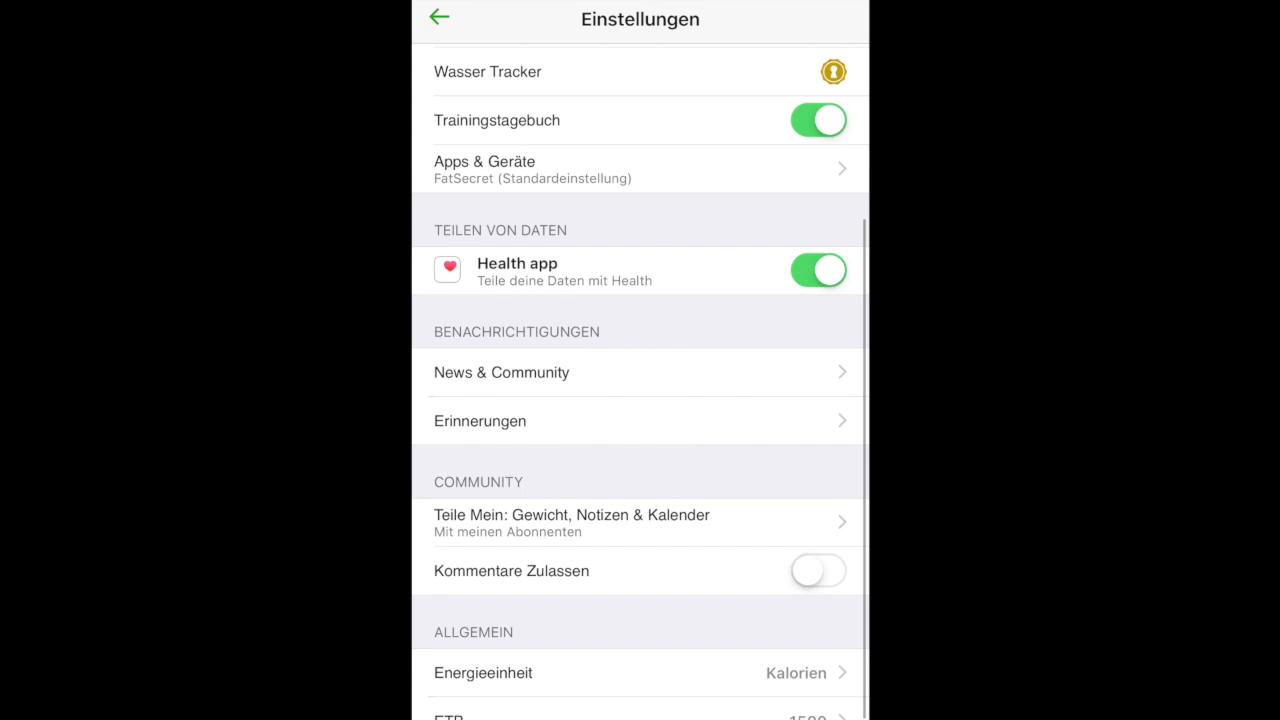 Einstellungen
Wasser Tracker
Trainingstagebuch
Apps & Geräte
FatSecret (Standardeinstellung)
TEILEN VON DATEN
Health app
Teile deine Daten mit Health
BENACHRICHTIGUNGEN
News & Community
Erinnerungen
COMMUNITY
Teile Mein: Gewicht, Notizen & Kalender
Mit meinen Abonnenten
Kommentare Zulassen
ALLGEMEIN
Energieeinheit Kalorien